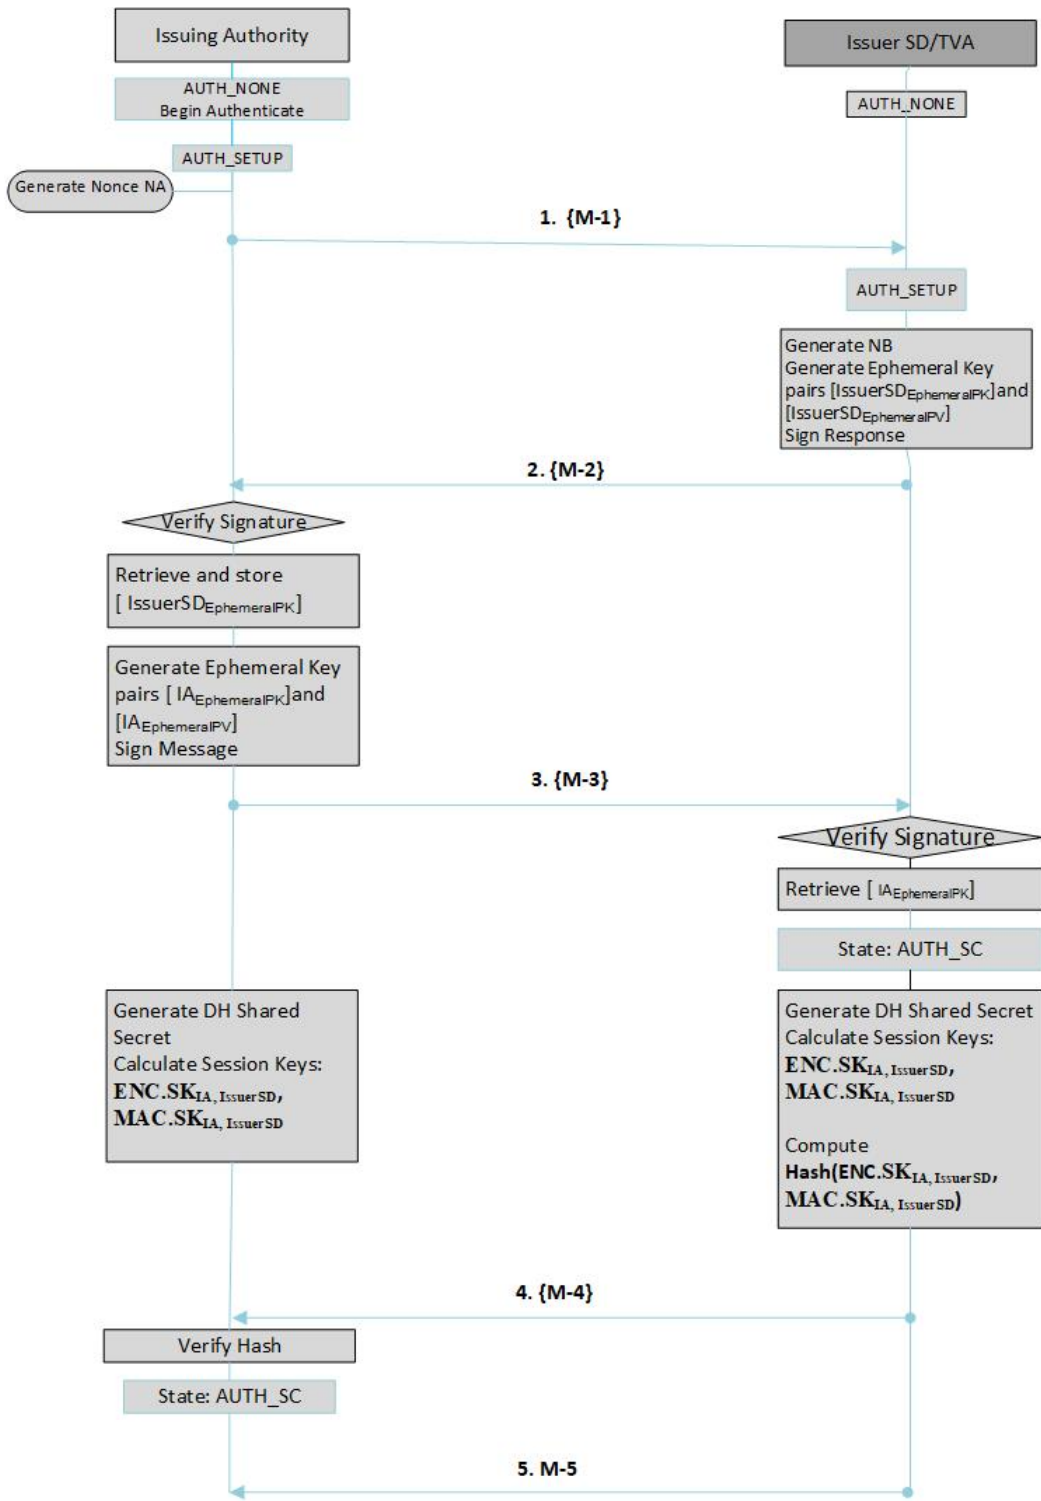 Issuing Authority
Issuer SD/TVA
AUTH_NONE
Begin Authenticate
AUTH_NONE
AUTH_SETUP
Generate Nonce NA
1. {M-1}
AUTH_SETUP
Generate NB
Generate Ephemeral Key
pairs [IssuerSDEphemeralPK]and
[IssuerSDEphemeralPV]
Sign Response
2. {M-2}
Verify Signature
Retrieve and store
[ IssuerSDEphemeralPK]
Generate Ephemeral Key
pairs [ IAEphemeralPK]and
[IAEphemeralPV]
Sign Message
3. {M-3}
Verify Signature
Retrieve [ IAEphemeralPK]
State: AUTH_SC
Generate DH Shared
Secret
Calculate Session Keys:
ENC.SKIA, IssuerSD,
MAC.SKIA, IssuerSD
Generate DH Shared Secret
Calculate Session Keys:
ENC.SKIA, IssuerSD,
MAC.SKIA, IssuerSD
Compute
Hash(ENC.SKIA, IssuerSD,
MAC.SKIA, IssuerSD)
4. {M-4}
Verify Hash
State: AUTH_SC
5. M-5